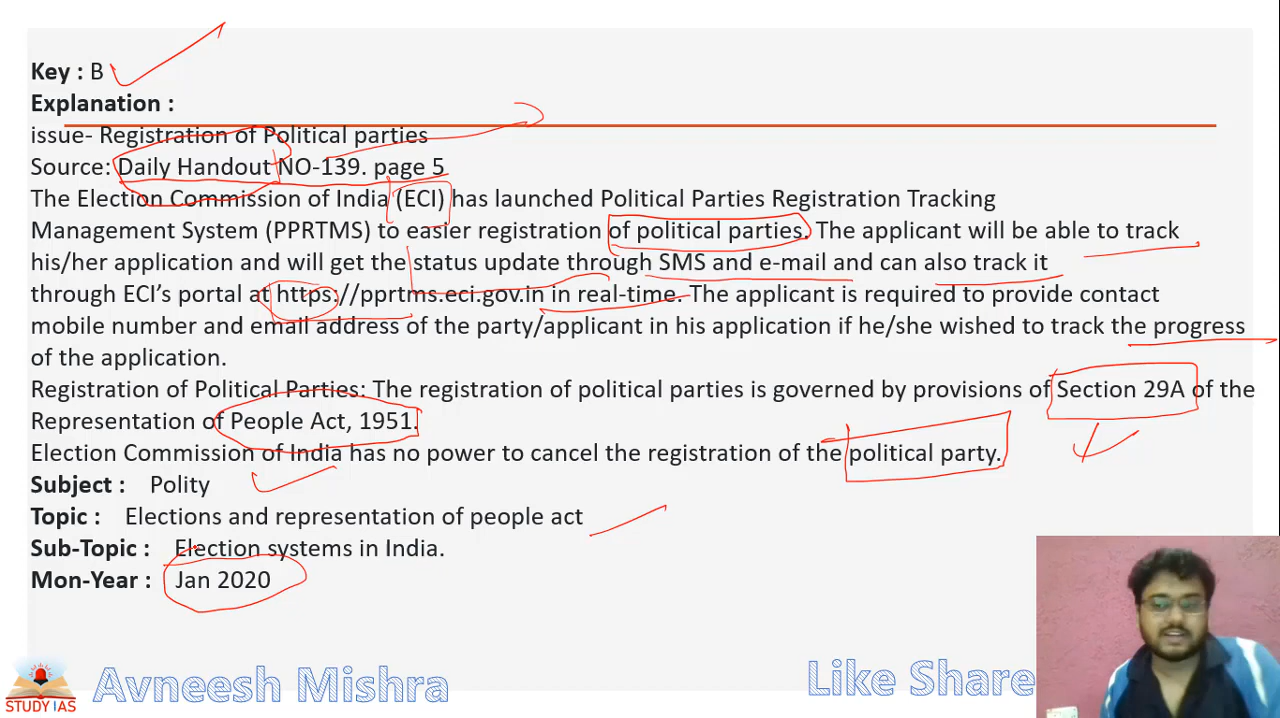 Key : B
Explanation :
issue- Registration of Political parties
Source: Daily Handout NO-139. page 5
The Election Commission of India (ECI) has launched Political Parties Registration Tracking
Management System (PPRTMS) to easier registration of political parties. The applicant will be able to track
his/her application and will get the status update through SMS and e-mail and can also track it
through ECI's portal at https://pprtms.eci.gov.in in real-time. The applicant is required to provide contact
mobile number and email address of the party/applicant in his application if he/she wished to track the progress
of the application.
Registration of Political Parties: The registration of political parties is governed by provisions of Section 29A of the
Representation of People Act, 1951.
Election Commission of India has no power to cancel the registration of the political party.
Subject : Polity
Topic : Elections and representation of people act
Sub-Topic : Election systems in India.
Mon-Year : Jan 2020
STUDY IAS
Avneesh Mishra
Like Share